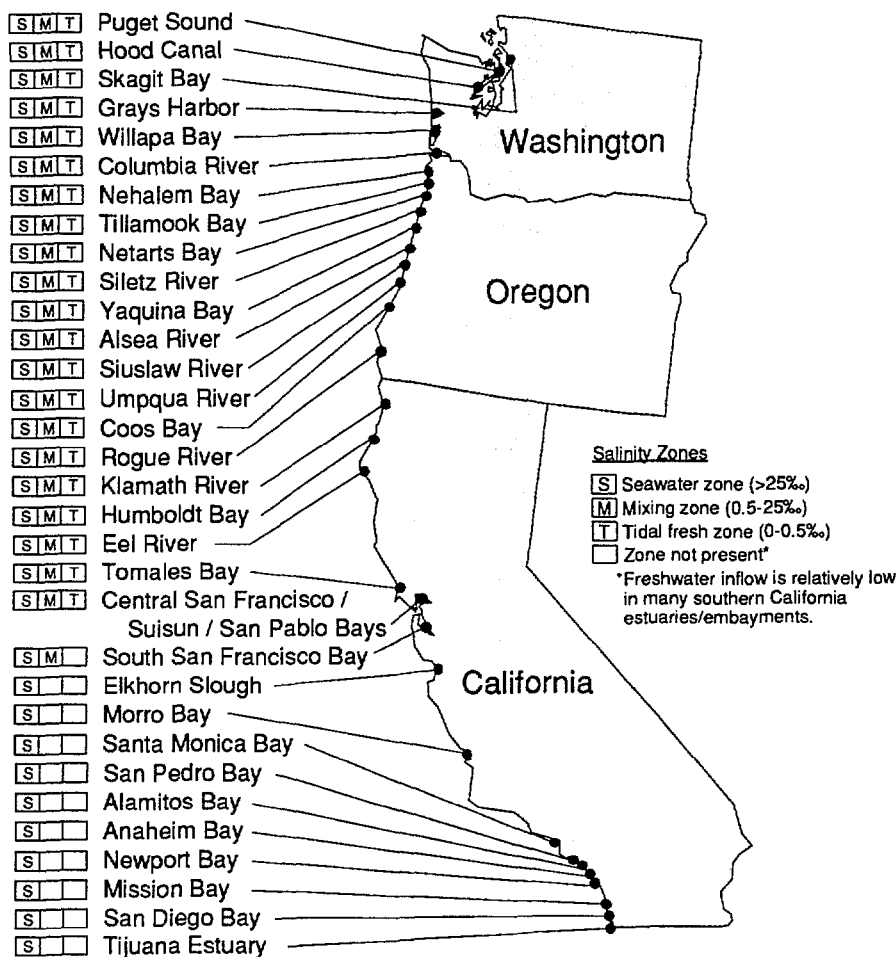 S M T Puget Sound
S M T Hood Canal
S M T Skagit Bay
S M T Grays Harbor
S M T Willapa Bay
S M T Columbia River
S M T Nehalem Bay
S M T Tillamook Bay
S M T Netarts Bay
S M T Siletz River
S M T Yaquina Bay
S M T Alsea River
S M T Siuslaw River
S M T Umpqua River
S M T Coos Bay
S M T Rogue River
S M T Klamath River
S M T Humboldt Bay
S M T Eel River
S M T Tomales Bay
S M T Central San Francisco /
Suisun / San Pablo Bays
S M South San Francisco Bay
S Elkhorn Slough
S Morro Bay
S Santa Monica Bay
S San Pedro Bay
S Alamitos Bay
S Anaheim Bay
S Newport Bay
S Mission Bay
S San Diego Bay
S Tijuana Estuary
Washington
Oregon
California
Salinity Zones
S Seawater zone (>25‰)
M Mixing zone (0.5-25‰)
T Tidal fresh zone (0-0.5‰)
Zone not present*
*Freshwater inflow is relatively low
in many southern California
estuaries/embayments.